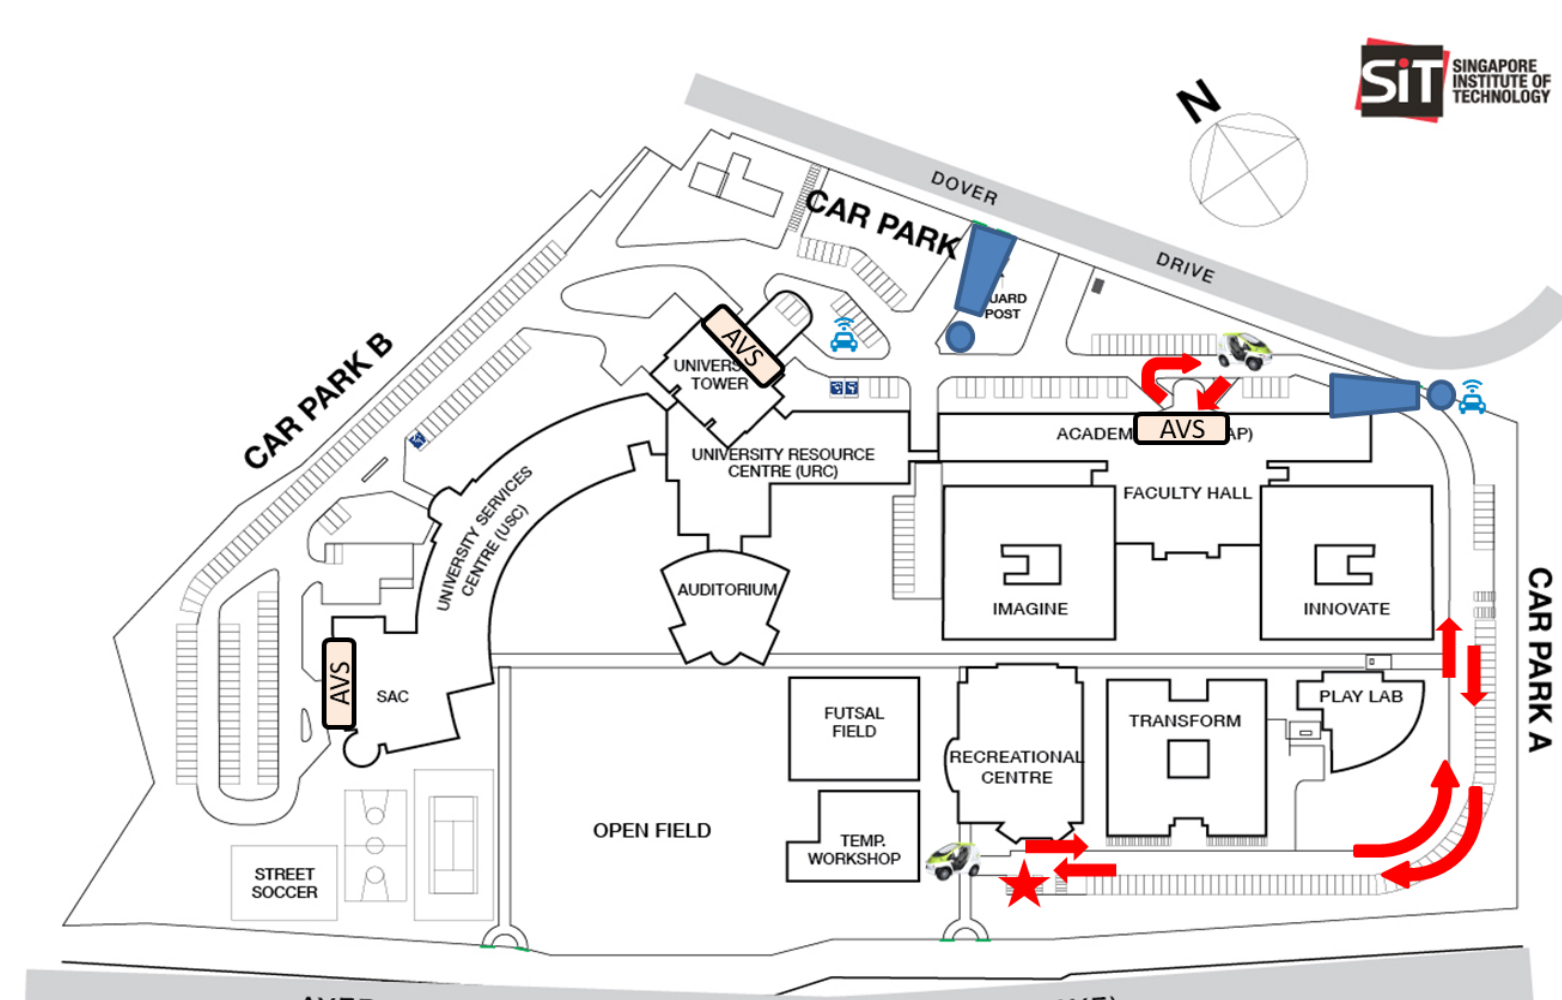 SiT
SINGAPORE
INSTITUTE OF
TECHNOLOGY
N
DOVER
DRIVE
CAR PARK
UARD
POST
CAR PARK B
AVS
UNIVERS
TOWER
ACADEM
AVS
AP)
UNIVERSITY RESOURCE
CENTRE (URC)
FACULTY HALL
UNIVERSITY SERVICES
CENTRE (USC)
AUDITORIUM
IMAGINE
INNOVATE
CAR PARK A
AVS
SAC
PLAY LAB
FUTSAL
FIELD
TRANSFORM
RECREATIONAL
CENTRE
OPEN FIELD
TEMP.
WORKSHOP
STREET
SOCCER